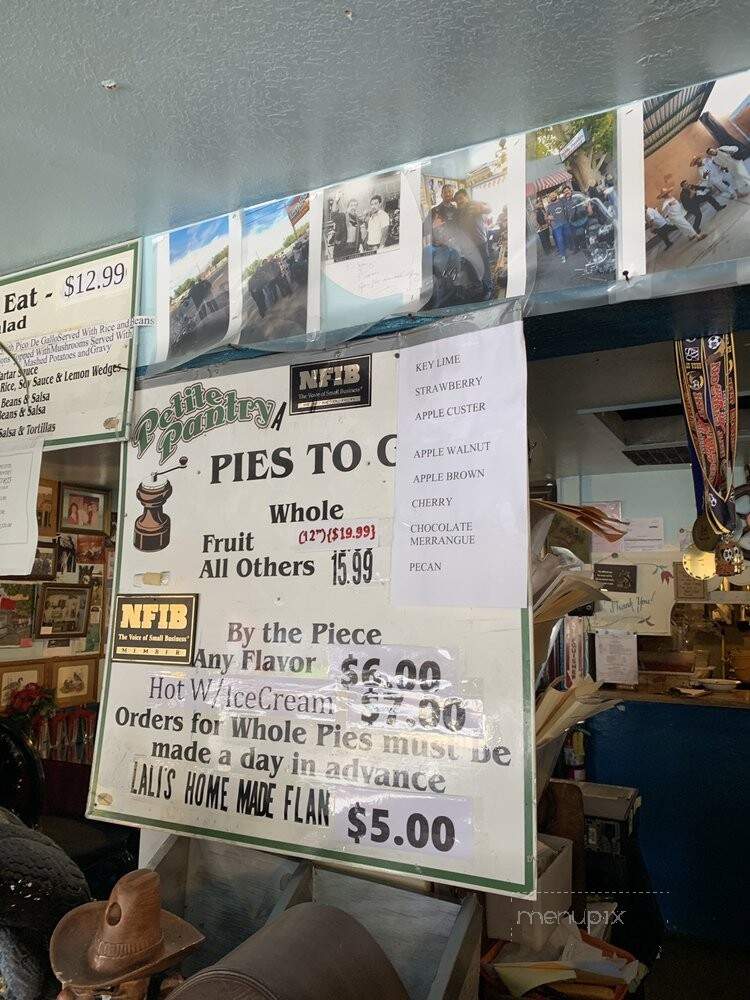 Eat - $12.99
lad
Pico De Gallo Served With Rice and Beans
Topped With Mushrooms Served With
Mashed Potatoes and Gravy
Tartar Sauce
Rice, Soy Sauce & Lemon Wedges
Beans & Salsa
Beans & Salsa
Salsa & Tortillas
Petite
Pantry
NFIB
The Voice of Small Business
PIES TO G
Whole
Fruit (12") ($19.99)
All Others 15.99
NFIB
The Voice of Small Business
MEMBER
By the Piece
Any Flavor $6.00
Hot W/IceCream $7.00
Orders for Whole Pies must be
made a day in advance
LALI'S HOME MADE FLAN $5.00
KEY LIME
STRAWBERRY
APPLE CUSTER
APPLE WALNUT
APPLE BROWN
CHERRY
CHOCOLATE
MERRANGUE
PECAN
Thank You!
menupix